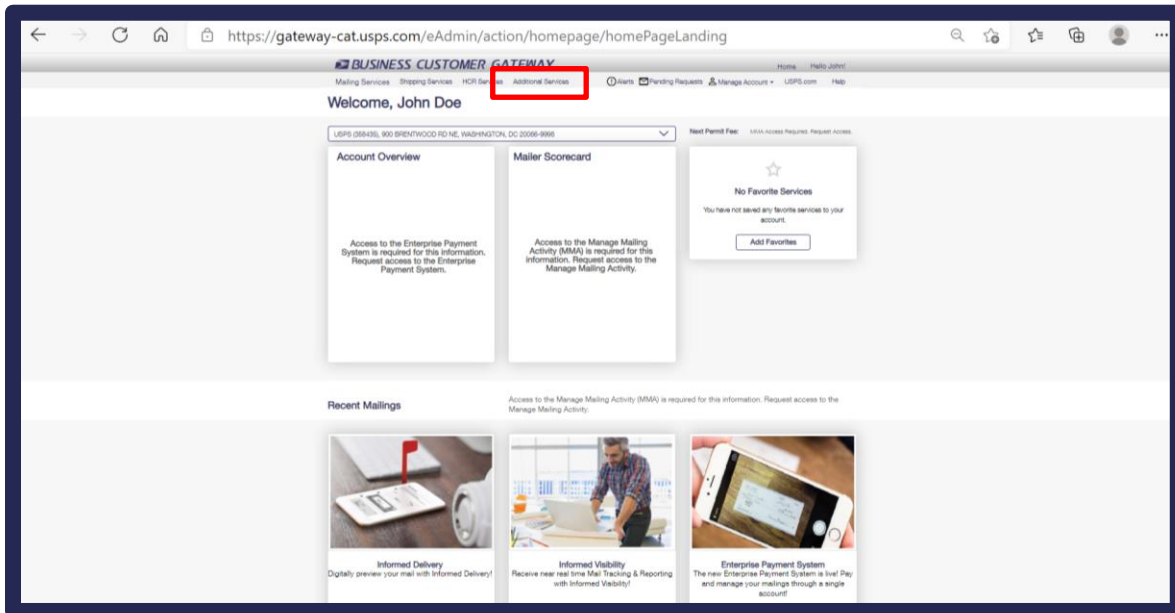 https://gateway-cat.usps.com/eAdmin/action/homepage/homePageLanding
BUSINESS CUSTOMER GATEWAY
Home Hello John!
Mailing Services Shipping Services HCR Services Additional Services Alerts Pending Requests Manage Account USPS.com Help
Welcome, John Doe
USPS (358435), 900 BRENTWOOD RD NE, WASHINGTON, DC 20066-9998
Next Permit Fee: MMA Access Required. Request Access.
Account Overview
Access to the Enterprise Payment
System is required for this information.
Request access to the Enterprise
Payment System.
Mailer Scorecard
Access to the Manage Mailing
Activity (MMA) is required for this
information. Request access to the
Manage Mailing Activity.
No Favorite Services
You have not saved any favorite services to your
account.
Add Favorites
Recent Mailings
Access to the Manage Mailing Activity (MMA) is required for this information. Request access to the
Manage Mailing Activity.
Informed Delivery
Digitally preview your mail with Informed Delivery!
Informed Visibility
Receive near real time Mail Tracking & Reporting
with Informed Visibility!
Enterprise Payment System
The new Enterprise Payment System is live! Pay
and manage your mailings through a single
account!